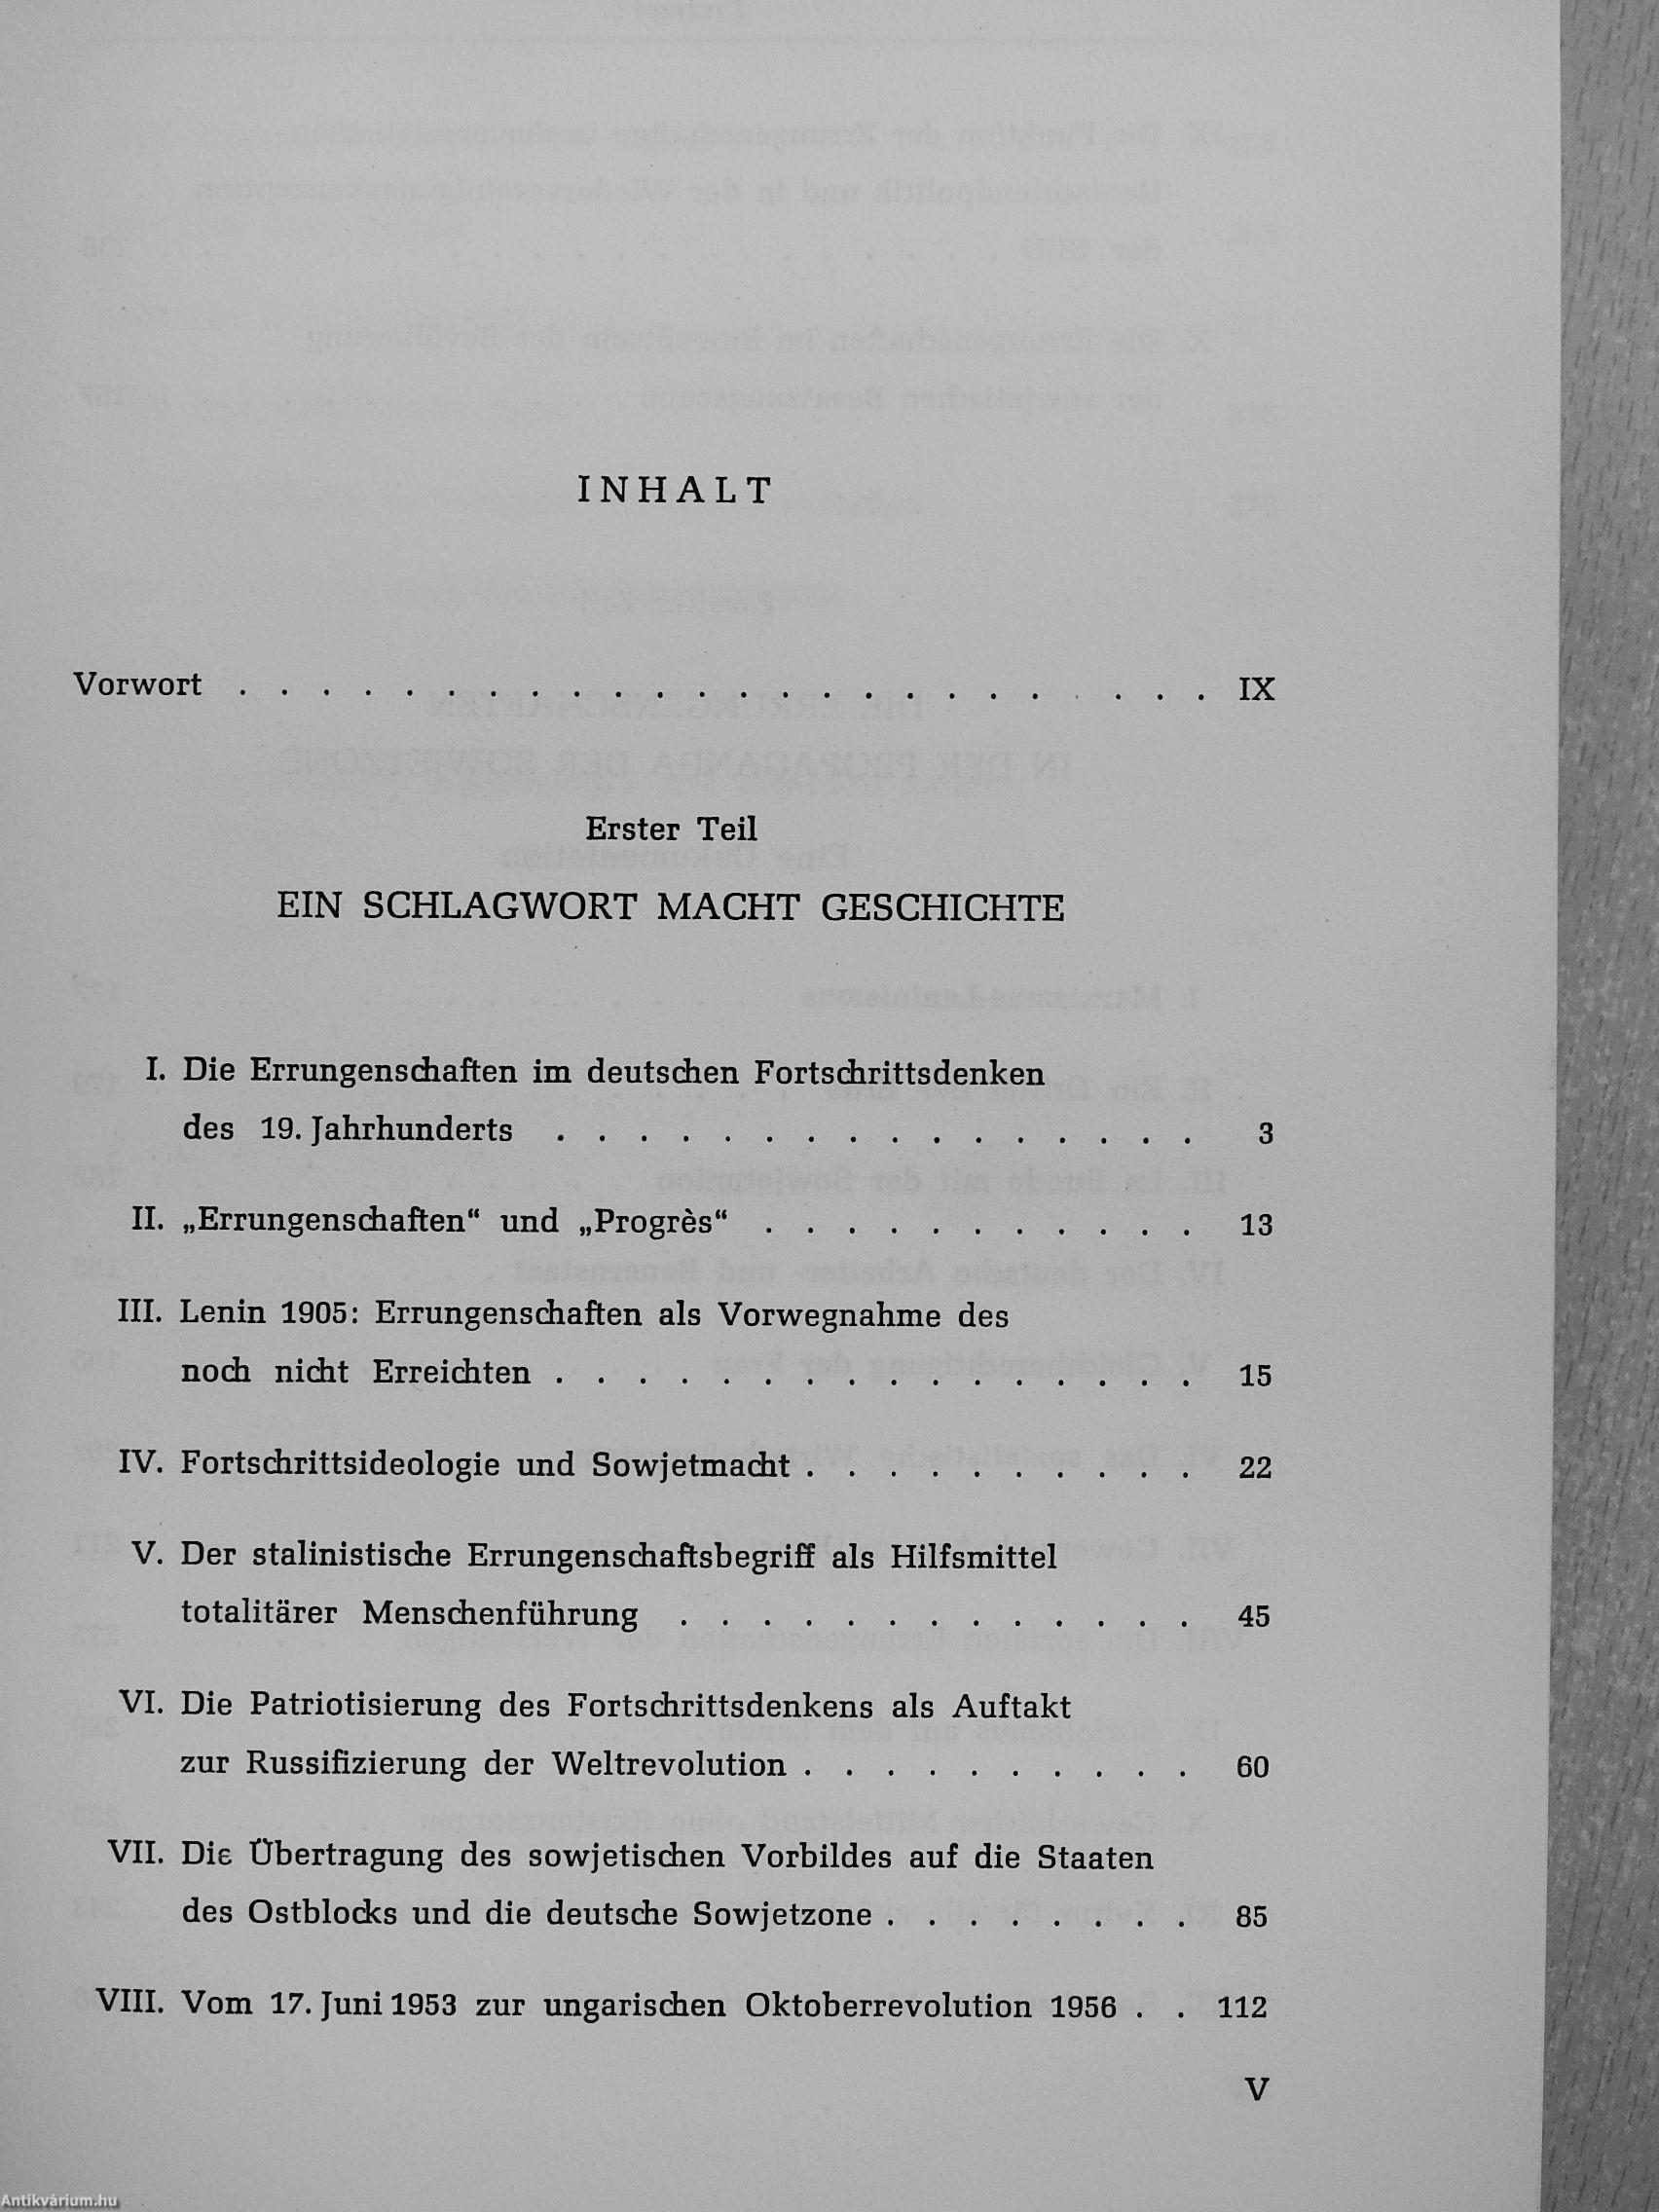 INHALT
Vorwort . . . . . . . . . . . . . . . . . . . . . . . . IX
Erster Teil
EIN SCHLAGWORT MACHT GESCHICHTE
I. Die Errungenschaften im deutschen Fortschrittsdenken
des 19. Jahrhunderts . . . . . . . . . . . . . . . . 3
II. „Errungenschaften“ und „Progrès“ . . . . . . . . . . . 13
III. Lenin 1905: Errungenschaften als Vorwegnahme des
noch nicht Erreichten . . . . . . . . . . . . . . . . 15
IV. Fortschrittsideologie und Sowjetmacht . . . . . . . . . . 22
V. Der stalinistische Errungenschaftsbegriff als Hilfsmittel
totalitärer Menschenführung . . . . . . . . . . . . . 45
VI. Die Patriotisierung des Fortschrittsdenkens als Auftakt
zur Russifizierung der Weltrevolution . . . . . . . . . . 60
VII. Die Übertragung des sowjetischen Vorbildes auf die Staaten
des Ostblocks und die deutsche Sowjetzone . . . . . . . . 85
VIII. Vom 17. Juni 1953 zur ungarischen Oktoberrevolution 1956 . . 112
V
Antikvárium.hu